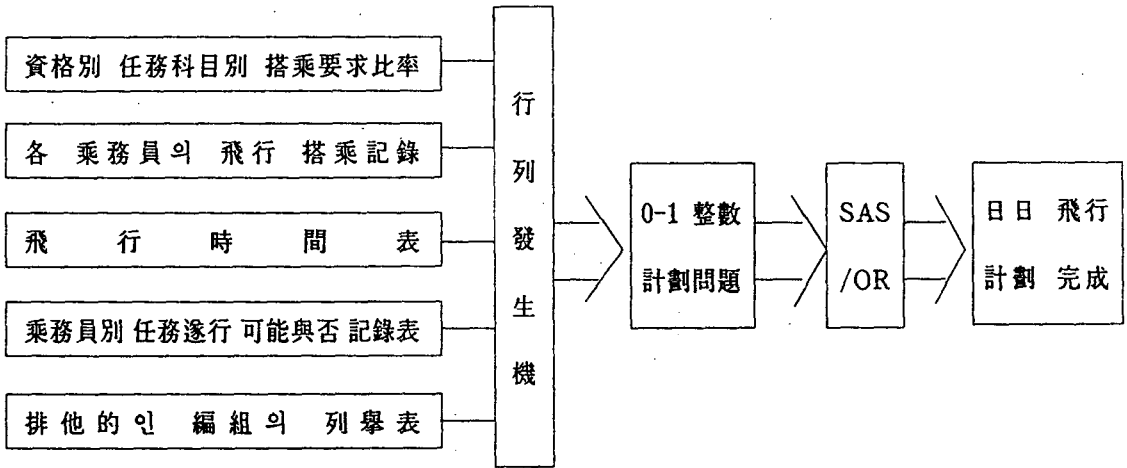 資格別 任務科目別 搭乘要求比率
各 乘務員의 飛行 搭乘記錄
飛 行 時 間 表
乘務員別 任務遂行 可能與否 記錄表
排他的인 編組의 列擧表
行
列
發
生
機
0-1 整數
計劃問題
SAS
/OR
日日 飛行
計劃 完成